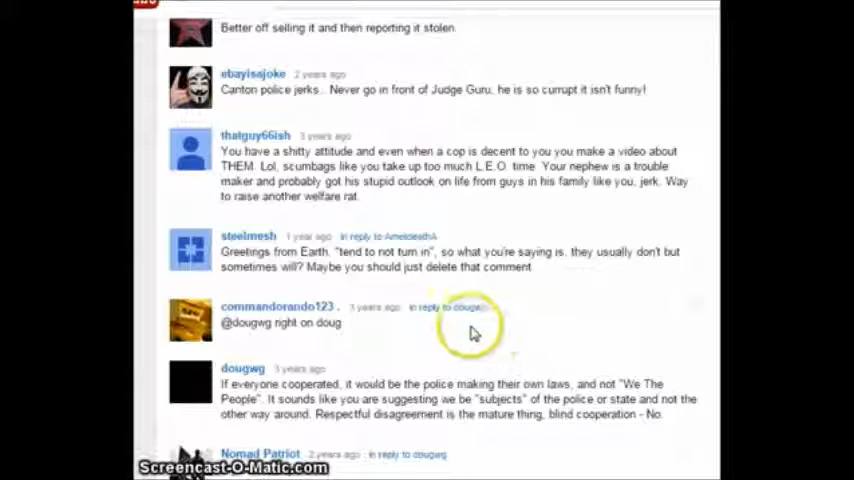 Better off selling it and then reporting it stolen.
ebayisajoke 2 years ago
Canton police jerks.. Never go in front of Judge Guru, he is so currupt it isn't funny!
thatguy66ish 3 years ago
You have a shitty attitude and even when a cop is decent to you you make a video about
THEM. Lol, scumbags like you take up too much L.E.O. time. Your nephew is a trouble
maker and probably got his stupid outlook on life from guys in his family like you, jerk. Way
to raise another welfare rat.
steelmesh 1 year ago in reply to AmeldeathA
Greetings from Earth. "tend to not turn in", so what you're saying is, they usually don't but
sometimes will? Maybe you should just delete that comment
commandorando123 . 3 years ago in reply to dougwg
@dougwg right on doug
dougwg 3 years ago
If everyone cooperated, it would be the police making their own laws, and not "We The
People". It sounds like you are suggesting we be "subjects" of the police or state and not the
other way around. Respectful disagreement is the mature thing, blind cooperation - No.
Nomad Patriot 2 years ago in reply to dougwg
Screencast-O-Matic.com